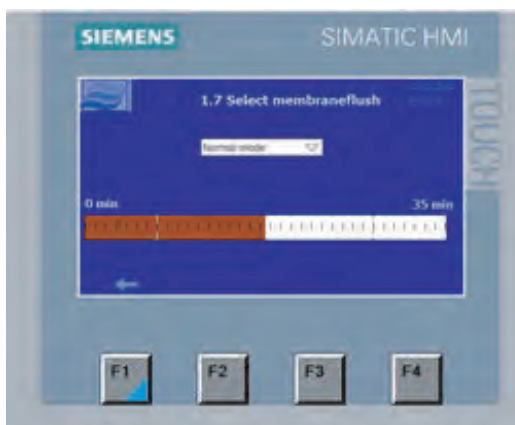 SIEMENS
SIMATIC HMI
TOUCH
1.7 Select membraneflush
Normal mode
0 min
35 min
F1
F2
F3
F4